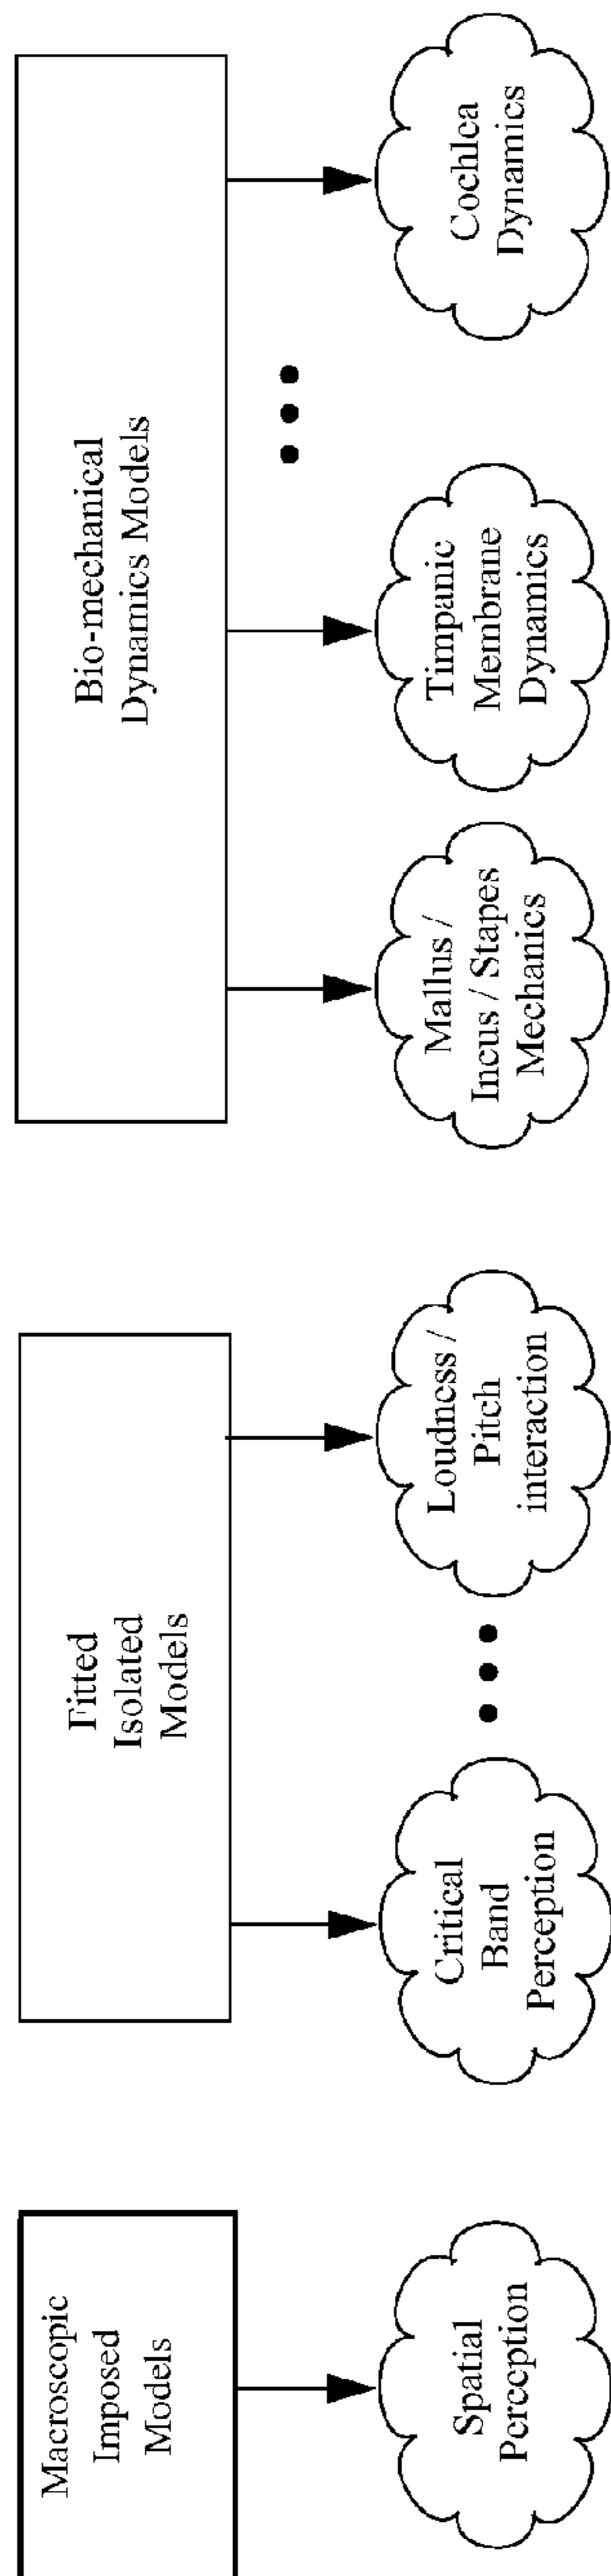 Macroscopic
Imposed
Models
Fitted
Isolated
Models
Bio-mechanical
Dynamics Models
Spatial
Perception
Critical
Band
Perception
Loudness /
Pitch
interaction
Mallus /
Incus / Stapes
Mechanics
Timpanic
Membrane
Dynamics
Cochlea
Dynamics